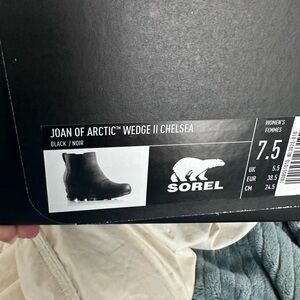 JOAN OF ARCTIC™ WEDGE II CHELSEA
BLACK / NOIR
SOREL
WOMEN'S
FEMMES
7.5
UK 5.5
EUR 38.5
CM 24.5